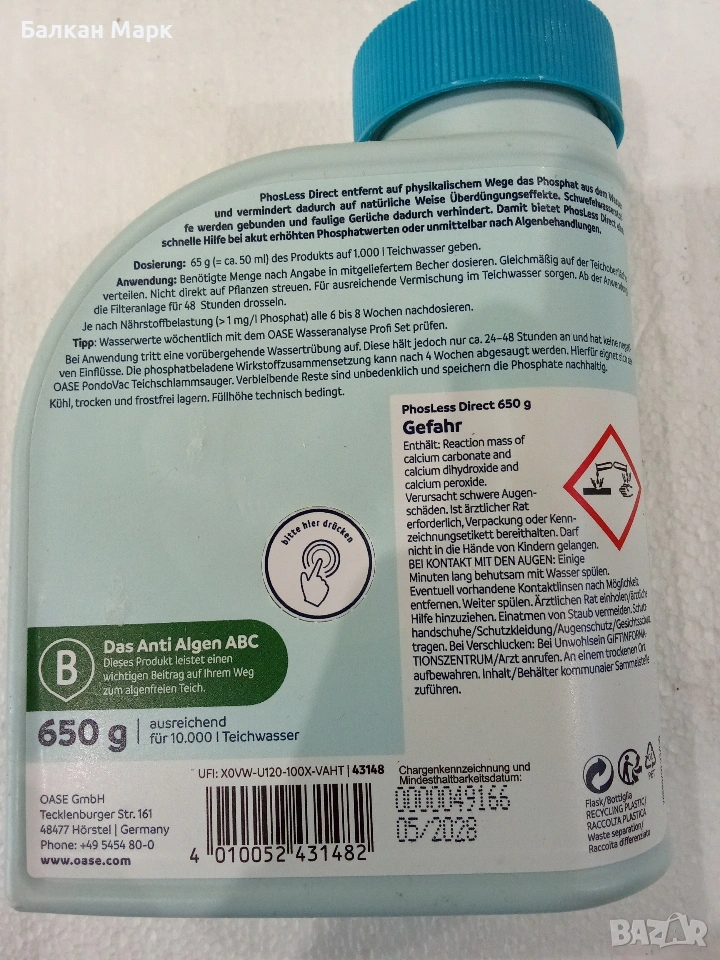 Балкан Марк
PhosLess Direct entfernt auf physikalischem Wege das Phosphat aus dem
und vermindert dadurch auf natürliche Weise Überdüngungseffekte.
fe werden gebunden und faulige Gerüche dadurch verhindert. Damit bietet PhosLess Direct
schnelle Hilfe bei akut erhöhten Phosphatwerten oder unmittelbar nach Algenbehandlungen.
Dosierung: 65 g (= ca. 50 ml) des Produkts auf 1.000 l Teichwasser geben.
Anwendung: Benötigte Menge nach Angabe in mitgeliefertem Becher dosieren. Gleichmäßig auf der
verteilen. Nicht direkt auf Pflanzen streuen. Für ausreichende Vermischung im Teichwasser sorgen. Ab der
die Filteranlage für 48 Stunden drosseln.
Je nach Nährstoffbelastung (> 1 mg/l Phosphat) alle 6 bis 8 Wochen nachdosieren.
Tipp: Wasserwerte wöchentlich mit dem OASE Wasseranalyse Profi Set prüfen.
Bei Anwendung tritt eine vorübergehende Wassertrübung auf. Diese hält jedoch nur ca. 24-48 Stunden an und hat keine
ven Einflüsse. Die phosphatbeladene Wirkstoffzusammensetzung kann nach 4 Wochen abgesaugt werden. Hierfür eignet
OASE PondoVac Teichschlammsauger. Verbleibende Reste sind unbedenklich und speichern die Phosphate nachhaltig.
Kühl, trocken und frostfrei lagern. Füllhöhe technisch bedingt.
PhosLess Direct 650 g
Gefahr
Enthält: Reaction mass of
calcium carbonate and
calcium dihydroxide and
calcium peroxide.
Verursacht schwere Augen-
schäden. Ist ärztlicher Rat
erforderlich, Verpackung oder Kenn-
zeichnungsetikett bereithalten. Darf
nicht in die Hände von Kindern gelangen.
BEI KONTAKT MIT DEN AUGEN: Einige
Minuten lang behutsam mit Wasser spülen.
Eventuell vorhandene Kontaktlinsen nach Möglichkeit
entfernen. Weiter spülen. Ärztlichen Rat einholen/ärztliche
Hilfe hinzuziehen. Einatmen von Staub vermeiden. Schutz-
handschuhe/Schutzkleidung/Augenschutz/Gesichtsschutz
tragen. Bei Verschlucken: Bei Unwohlsein GIFTINFORMA-
TIONSZENTRUM/Arzt anrufen. An einem trockenen Ort
aufbewahren. Inhalt/Behälter kommunaler Sammelstelle
zuführen.
bitte hier drücken
B
Das Anti Algen ABC
Dieses Produkt leistet einen
wichtigen Beitrag auf Ihrem Weg
zum algenfreien Teich.
650 g
ausreichend
für 10.000 l Teichwasser
UFI: X0VW-U120-100X-VAHT | 43148
OASE GmbH
Tecklenburger Str. 161
48477 Hörstel | Germany
Phone: +49 5454 80-0
www.oase.com
4 010052 431482
Chargenkennzeichnung und
Mindesthaltbarkeitsdatum:
0000049166
05/2028
Flask/Bottiglia
RECYCLING PLASTIC/
RACCOLTA PLASTICA
Waste separation/
Raccolta differenziata
BAZAR